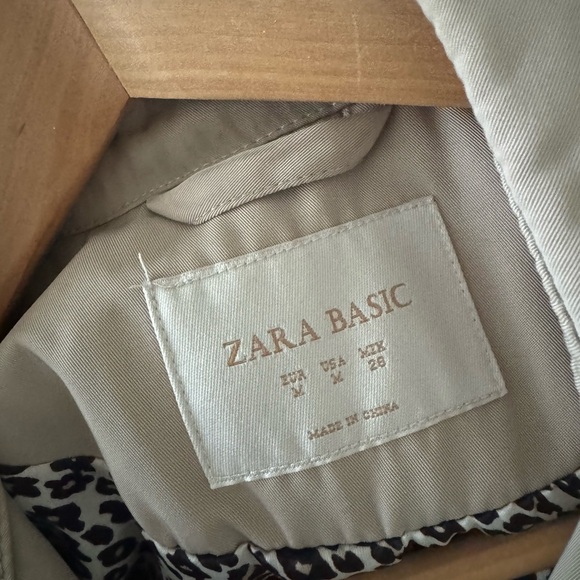 ZARA BASIC
EUR USA MEX
M M 28
MADE IN CHINA